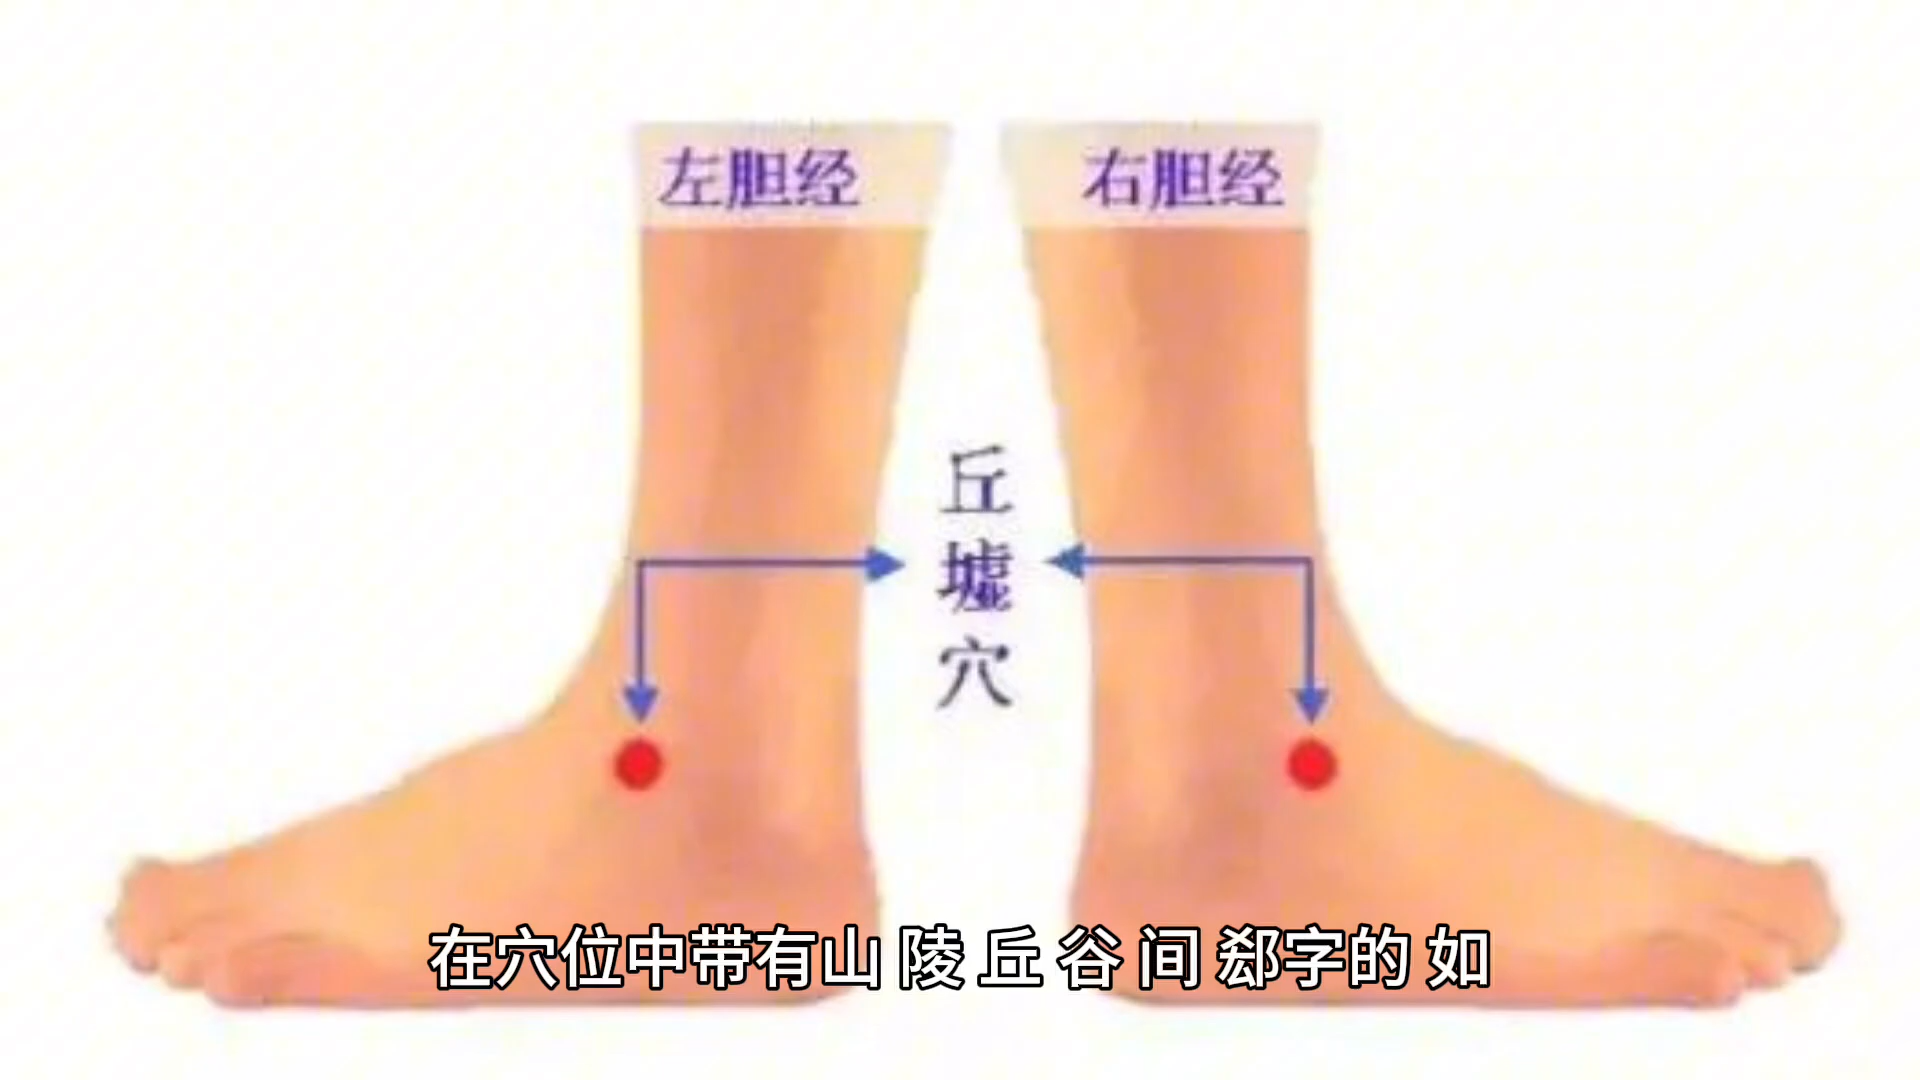 左胆经
右胆经
丘墟穴
在穴位中带有山 陵 丘 谷 间 郄字的 如